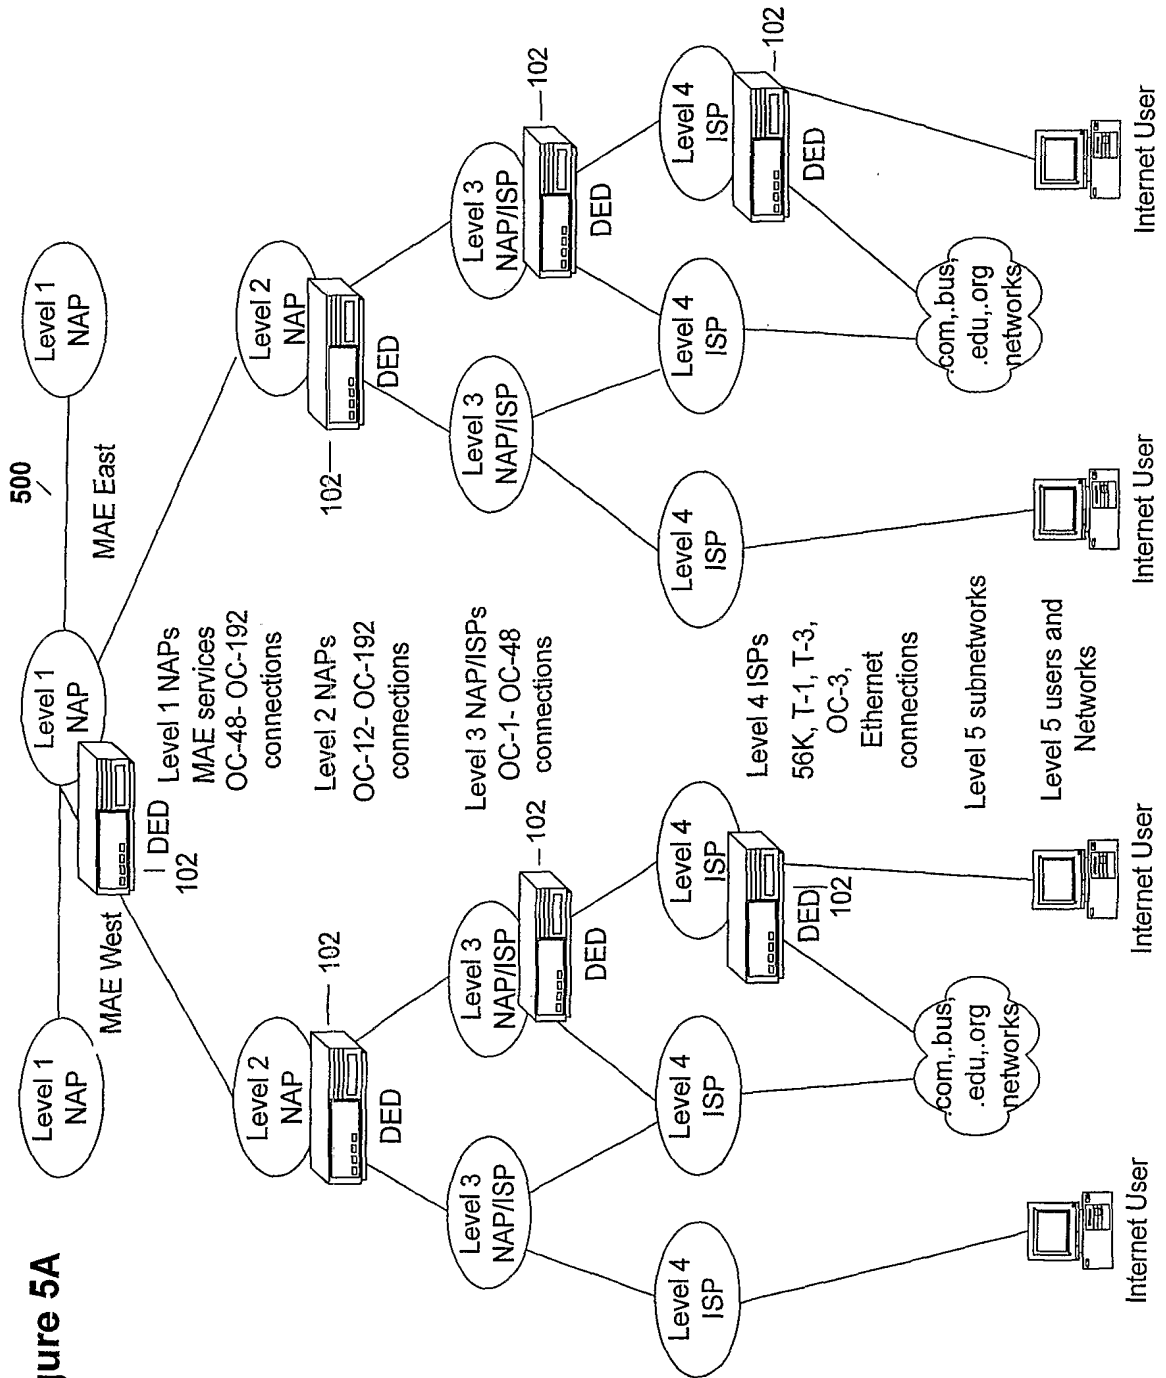 gure 5A
500
Level 1
NAP
Level 1
NAP
Level 1
NAP
MAE West
MAE East
DED
102
Level 1 NAPs
MAE services
OC-48- OC-192
connections
Level 2
NAP
102
DED
Level 2 NAPs
OC-12- OC-192
connections
Level 2
NAP
102
DED
Level 3
NAP/ISP
Level 3
NAP/ISP
102
DED
Level 3 NAP/ISPs
OC-1- OC-48
connections
Level 3
NAP/ISP
Level 3
NAP/ISP
102
DED
Level 4
ISP
Level 4
ISP
Level 4
ISP
DED
102
Level 4 ISPs
56K, T-1, T-3,
OC-3,
Ethernet
connections
Level 4
ISP
Level 4
ISP
Level 4
ISP
102
DED
.com,.bus,
.edu,.org
networks
Level 5 subnetworks
.com,.bus,
.edu,.org
networks
Level 5 users and
Networks
Internet User
Internet User
Internet User
Internet User